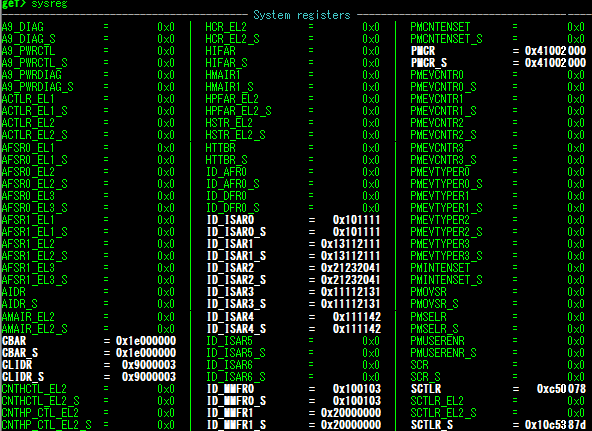 gef> sysreg
System registers
A9_DIAG = 0x0 | HCR_EL2 = 0x0 | PMCNTENSET = 0x0
A9_DIAG_S = 0x0 | HCR_EL2_S = 0x0 | PMCNTENSET_S = 0x0
A9_PWRCTL = 0x0 | HIFAR = 0x0 | PMCR = 0x41002000
A9_PWRCTL_S = 0x0 | HIFAR_S = 0x0 | PMCR_S = 0x41002000
A9_PWRDIAG = 0x0 | HMAIR1 = 0x0 | PMEVCNTR0 = 0x0
A9_PWRDIAG_S = 0x0 | HMAIR1_S = 0x0 | PMEVCNTR0_S = 0x0
ACTLR_EL1 = 0x0 | HPFAR_EL2 = 0x0 | PMEVCNTR1 = 0x0
ACTLR_EL1_S = 0x0 | HPFAR_EL2_S = 0x0 | PMEVCNTR1_S = 0x0
ACTLR_EL2 = 0x0 | HSTR_EL2 = 0x0 | PMEVCNTR2 = 0x0
ACTLR_EL2_S = 0x0 | HSTR_EL2_S = 0x0 | PMEVCNTR2_S = 0x0
AFSR0_EL1 = 0x0 | HTTBR = 0x0 | PMEVCNTR3 = 0x0
AFSR0_EL1_S = 0x0 | HTTBR_S = 0x0 | PMEVCNTR3_S = 0x0
AFSR0_EL2 = 0x0 | ID_AFR0 = 0x0 | PMEVTYPER0 = 0x0
AFSR0_EL2_S = 0x0 | ID_AFR0_S = 0x0 | PMEVTYPER0_S = 0x0
AFSR0_EL3 = 0x0 | ID_DFR0 = 0x0 | PMEVTYPER1 = 0x0
AFSR0_EL3_S = 0x0 | ID_DFR0_S = 0x0 | PMEVTYPER1_S = 0x0
AFSR1_EL1 = 0x0 | ID_ISAR0 = 0x101111 | PMEVTYPER2 = 0x0
AFSR1_EL1_S = 0x0 | ID_ISAR0_S = 0x101111 | PMEVTYPER2_S = 0x0
AFSR1_EL2 = 0x0 | ID_ISAR1 = 0x13112111 | PMEVTYPER3 = 0x0
AFSR1_EL2_S = 0x0 | ID_ISAR1_S = 0x13112111 | PMEVTYPER3_S = 0x0
AFSR1_EL3 = 0x0 | ID_ISAR2 = 0x21232041 | PMINTENSET = 0x0
AFSR1_EL3_S = 0x0 | ID_ISAR2_S = 0x21232041 | PMINTENSET_S = 0x0
AIDR = 0x0 | ID_ISAR3 = 0x11112131 | PMOVSR = 0x0
AIDR_S = 0x0 | ID_ISAR3_S = 0x11112131 | PMOVSR_S = 0x0
AMAIR_EL2 = 0x0 | ID_ISAR4 = 0x111142 | PMSELR = 0x0
AMAIR_EL2_S = 0x0 | ID_ISAR4_S = 0x111142 | PMSELR_S = 0x0
CBAR = 0x1e000000 | ID_ISAR5 = 0x0 | PMUSERENR = 0x0
CBAR_S = 0x1e000000 | ID_ISAR5_S = 0x0 | PMUSERENR_S = 0x0
CLIDR = 0x9000003 | ID_ISAR6 = 0x0 | SCR = 0x0
CLIDR_S = 0x9000003 | ID_ISAR6_S = 0x0 | SCR_S = 0x0
CNTHCTL_EL2 = 0x0 | ID_MMFR0 = 0x100103 | SCTLR = 0xc50078
CNTHCTL_EL2_S = 0x0 | ID_MMFR0_S = 0x100103 | SCTLR_EL2 = 0x0
CNTHP_CTL_EL2 = 0x0 | ID_MMFR1 = 0x20000000 | SCTLR_EL2_S = 0x0
CNTHP_CTL_EL2_S = 0x0 | ID_MMFR1_S = 0x20000000 | SCTLR_S = 0x10c5387d